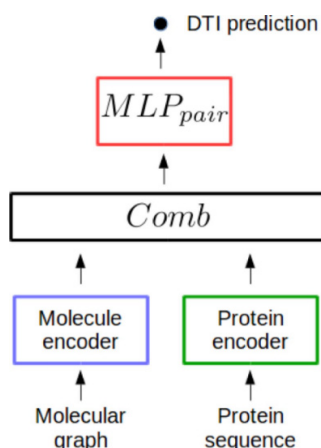 DTI prediction
MLP_pair
Comb
Molecule
encoder
Protein
encoder
Molecular
graph
Protein
sequence